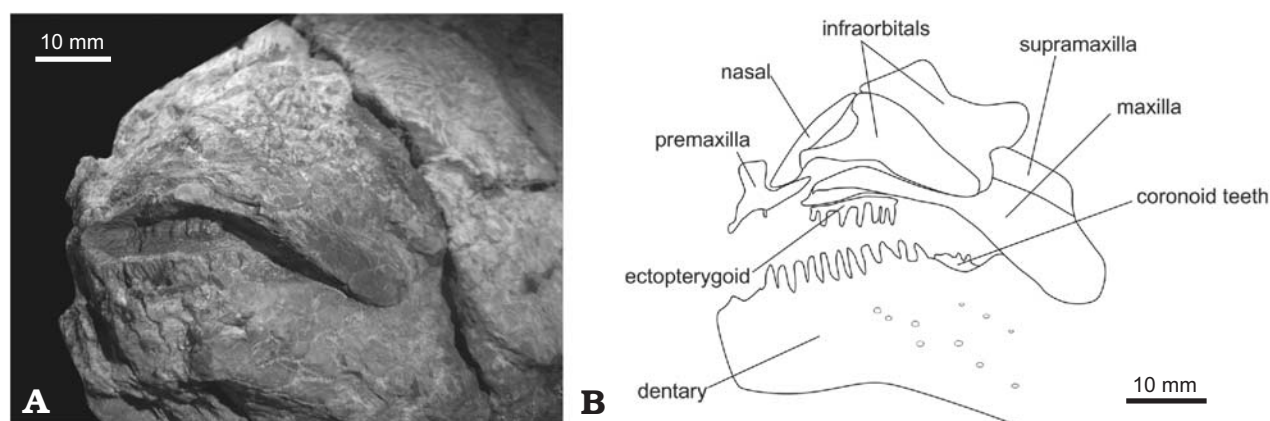 10 mm
A
infraorbitals
supramaxilla
nasal
maxilla
premaxilla
coronoid teeth
ectopterygoid
dentary
10 mm
B